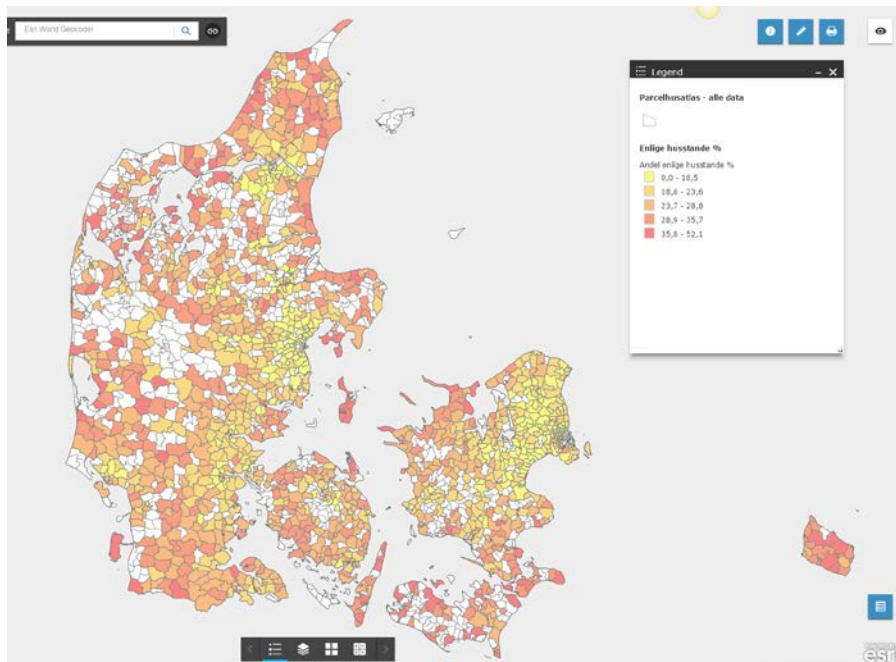 Esri World Geocoder
Legend
Parcelhusatlas - alle data
Enlige husstande %
Andel enlige husstande %
9,0 - 18,5
18,6 - 23,6
23,7 - 28,8
28,9 - 35,7
35,8 - 52,1
esri